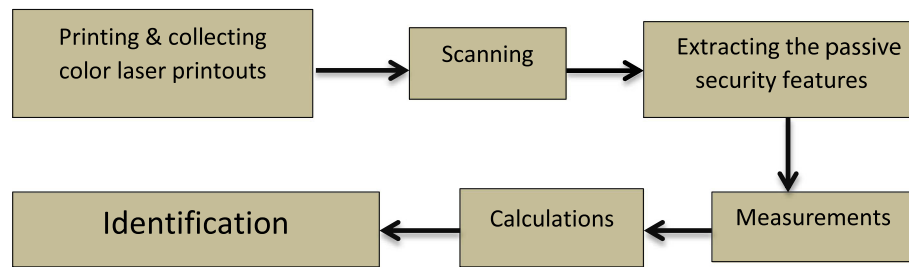 Printing & collecting
color laser printouts
Scanning
Extracting the passive
security features
Measurements
Calculations
Identification